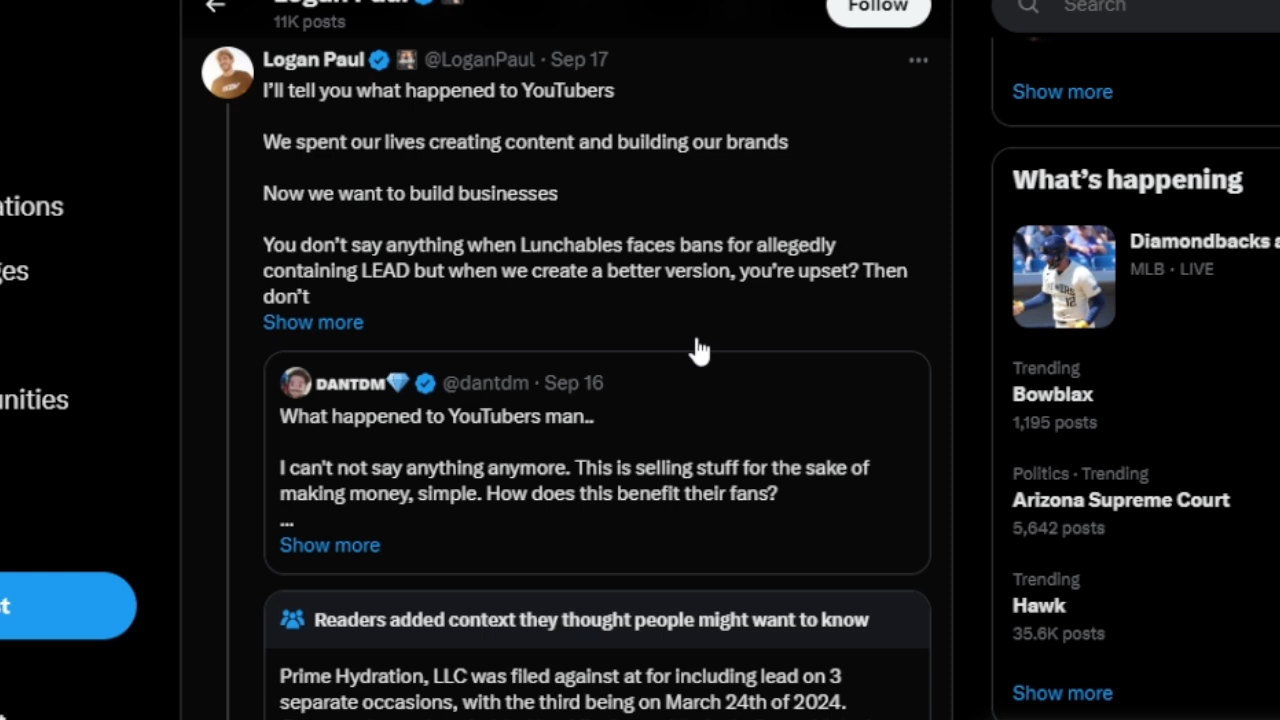 11K posts
Follow
Search
Logan Paul @LoganPaul · Sep 17
I'll tell you what happened to YouTubers
We spent our lives creating content and building our brands
Now we want to build businesses
You don't say anything when Lunchables faces bans for allegedly
containing LEAD but when we create a better version, you're upset? Then
don't
Show more
DANTDM @dantdm · Sep 16
What happened to YouTubers man..
I can't not say anything anymore. This is selling stuff for the sake of
making money, simple. How does this benefit their fans?
...
Show more
Readers added context they thought people might want to know
Prime Hydration, LLC was filed against at for including lead on 3
separate occasions, with the third being on March 24th of 2024.
Show more
What's happening
Diamondbacks
MLB · LIVE
Trending
Bowblax
1,195 posts
Politics · Trending
Arizona Supreme Court
5,642 posts
Trending
Hawk
35.6K posts
Show more